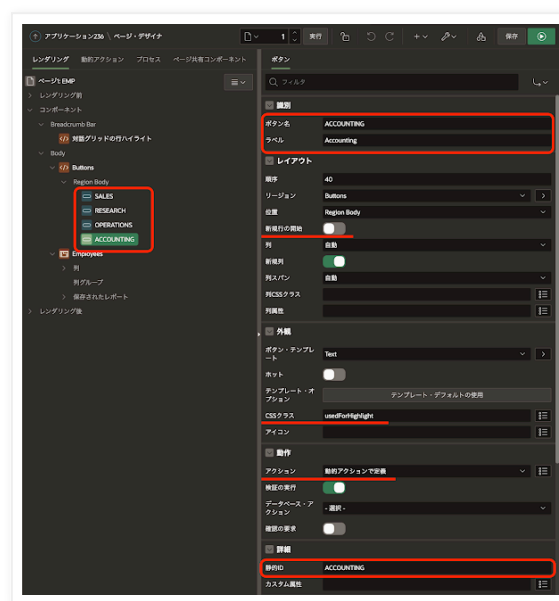 アプリケーション236 \ ページ・デザイナ
1
実行
保存
レンダリング 動的アクション プロセス ページ共有コンポーネント
ページ1: EMP
レンダリング前
コンポーネント
Breadcrumb Bar
対話グリッドの行ハイライト
Body
Buttons
Region Body
SALES
RESEARCH
OPERATIONS
ACCOUNTING
Employees
列
列グループ
保存されたレポート
レンダリング後
ボタン
フィルタ
識別
ボタン名 ACCOUNTING
ラベル Accounting
レイアウト
順序 40
リージョン Buttons
位置 Region Body
新規行の開始
列 自動
新規列
列スパン 自動
列CSSクラス
列属性
外観
ボタン・テンプレ
ート
Text
ホット
テンプレート・オ
プション
テンプレート・デフォルトの使用
CSSクラス usedForHighlight
アイコン
動作
アクション 動的アクションで定義
検証の実行
データベース・ア
クション
- 選択 -
確認の要求
詳細
静的ID ACCOUNTING
カスタム属性